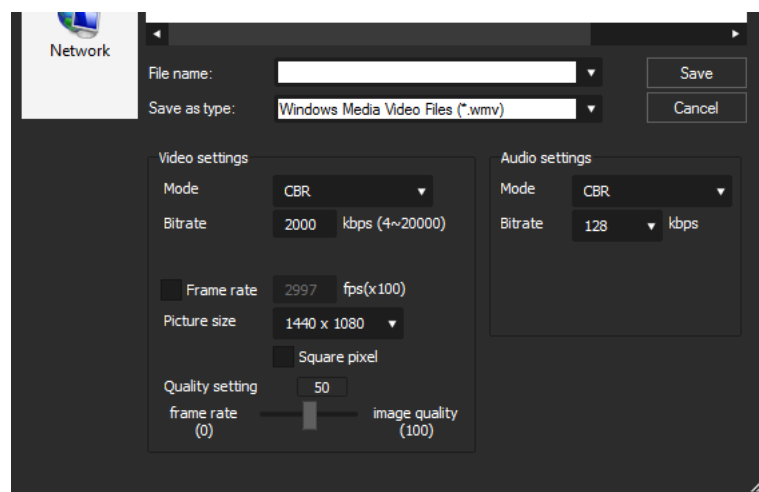 Network
File name:
Save
Save as type: Windows Media Video Files (*.wmv)
Cancel
Video settings
Mode CBR
Bitrate 2000 kbps (4~20000)
Frame rate 2997 fps(x100)
Picture size 1440 x 1080
Square pixel
Quality setting 50
frame rate image quality
(0) (100)
Audio settings
Mode CBR
Bitrate 128 kbps